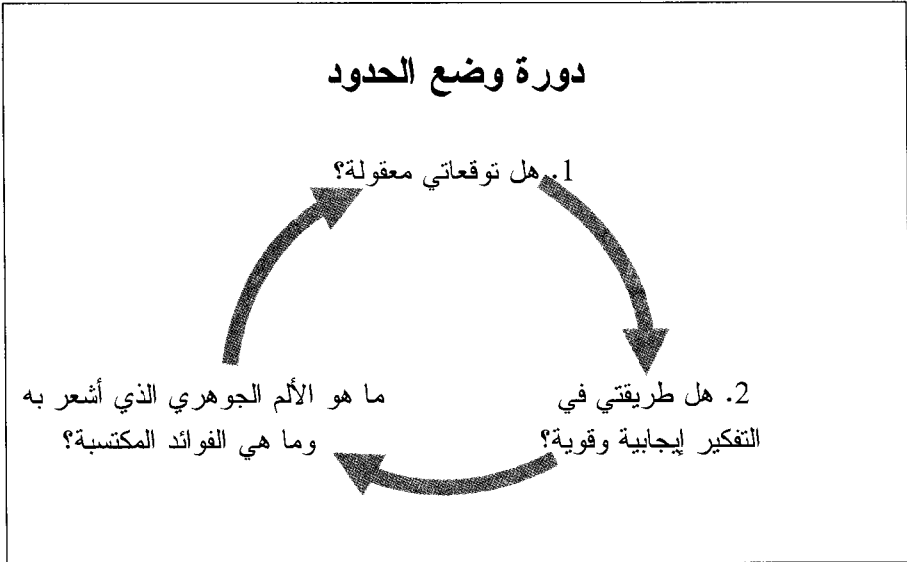 دورة وضع الحدود
1. هل توقعاتي معقولة؟
2. هل طريقتي في
التفكير إيجابية وقوية؟
ما هو الألم الجوهري الذي أشعر به
وما هي الفوائد المكتسبة؟